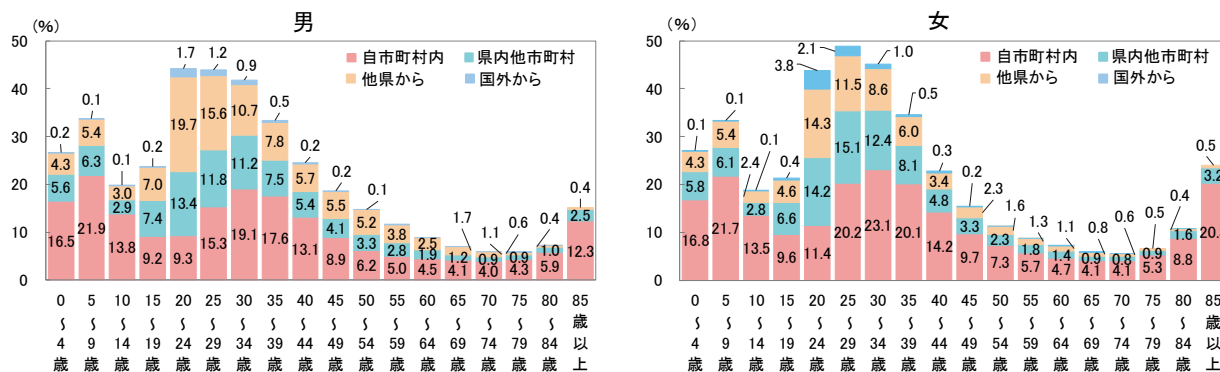 男
(%)
50
40
30
20
10
0
自市町村内
県内他市町村
他県から
国外から
0.2 0.1 0.1 0.2 1.7 1.2 0.9 0.5 0.2 0.2 0.1 1.7 1.1 0.6 0.4 0.4
4.3 5.4 3.0 7.0 19.7 15.6 10.7 7.8 5.7 5.5 5.2 3.8 2.5
5.6 6.3 2.9 7.4 13.4 11.8 11.2 7.5 5.4 4.1 3.3 2.8 1.9 1.2 0.9 0.9 1.0 2.5
16.5 21.9 13.8 9.2 9.3 15.3 19.1 17.6 13.1 8.9 6.2 5.0 4.5 4.1 4.0 4.3 5.9 12.3
0～4歳
5～9歳
10～14歳
15～19歳
20～24歳
25～29歳
30～34歳
35～39歳
40～44歳
45～49歳
50～54歳
55～59歳
60～64歳
65～69歳
70～74歳
75～79歳
80～84歳
85歳以上
女
(%)
50
40
30
20
10
0
自市町村内
県内他市町村
他県から
国外から
0.1 0.1 0.1 0.4 3.8 2.1 1.0 0.5 0.3 0.2
4.3 5.4 2.4 4.6 14.3 11.5 8.6 6.0 3.4 2.3 1.6 1.3 1.1 0.8 0.6 0.5 0.4 0.5
5.8 6.1 2.8 6.6 14.2 15.1 12.4 8.1 4.8 3.3 2.3 1.8 1.4 0.9 0.8 0.9 1.6 3.2
16.8 21.7 13.5 9.6 11.4 20.2 23.1 20.1 14.2 9.7 7.3 5.7 4.7 4.1 4.1 5.3 8.8
0～4歳
5～9歳
10～14歳
15～19歳
20～24歳
25～29歳
30～34歳
35～39歳
40～44歳
45～49歳
50～54歳
55～59歳
60～64歳
65～69歳
70～74歳
75～79歳
80～84歳
85歳以上